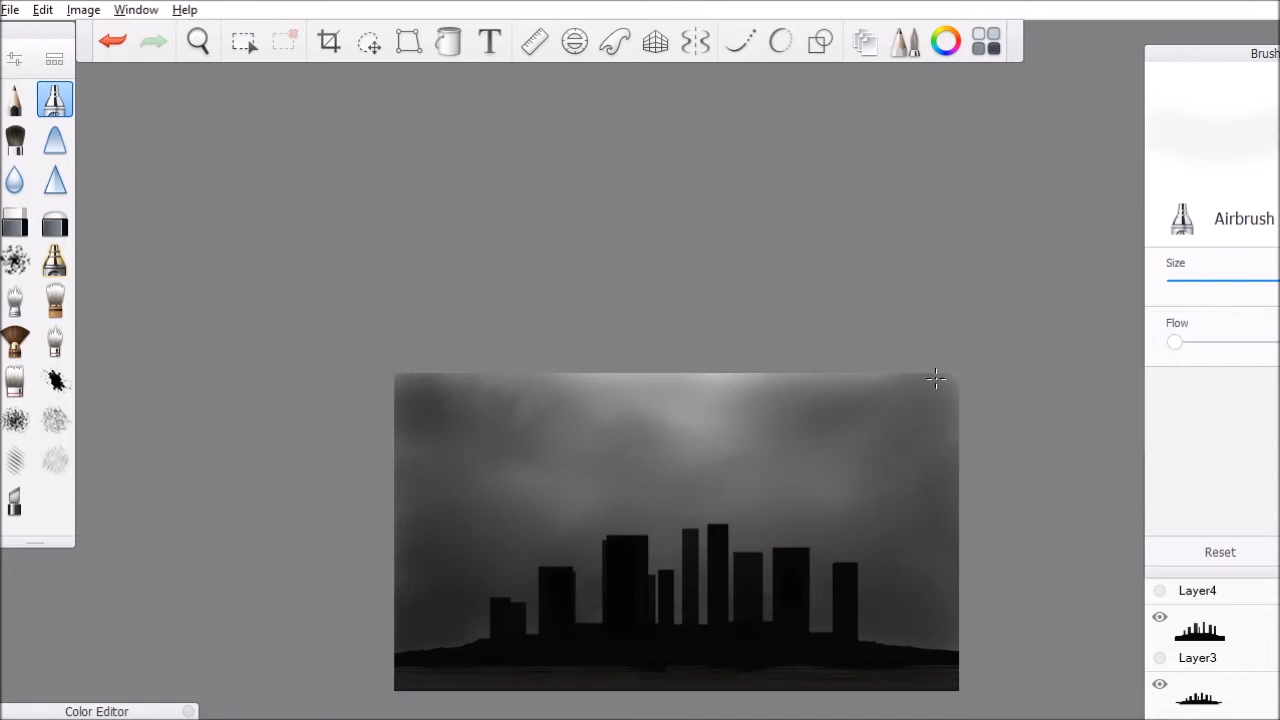 File Edit Image Window Help
Brush
Airbrush
Size
Flow
Reset
Layer4
Layer3
Color Editor